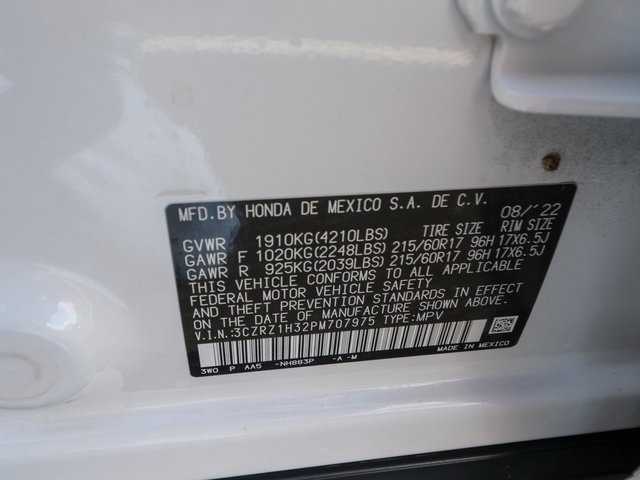 MFD.BY HONDA DE MEXICO S.A. DE C.V. 08/'22
GVWR 1910KG(4210LBS) TIRE SIZE RIM SIZE
GAWR F 1020KG(2248LBS) 215/60R17 96H 17X6.5J
GAWR R 925KG(2039LBS) 215/60R17 96H 17X6.5J
THIS VEHICLE CONFORMS TO ALL APPLICABLE
FEDERAL MOTOR VEHICLE SAFETY
AND THEFT PREVENTION STANDARDS IN EFFECT
ON THE DATE OF MANUFACTURE SHOWN ABOVE.
V.I.N.:3CZRZ1H32PM707975 TYPE:MPV
3W0 P AA5 -NH883P -A-M MADE IN MEXICO